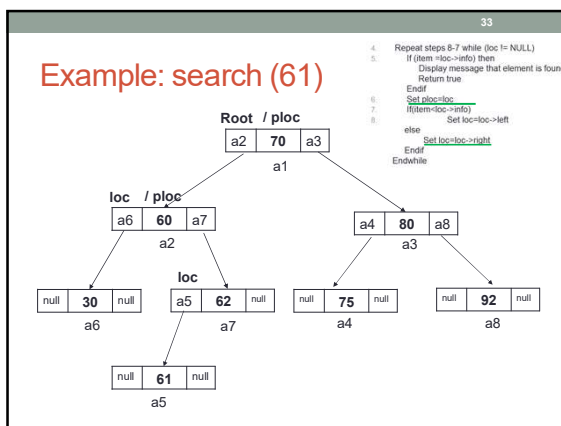 33
Example: search (61)
4. Repeat steps 8-7 while (loc != NULL)
5. If (item =loc->info) then
Display message that element is foun
Return true
Endif
6. Set ploc=loc
7. If(item<loc->info)
8. Set loc=loc->left
else
Set loc=loc->right
Endif
Endwhile
Root / ploc
a2 70 a3
a1
loc / ploc
a6 60 a7
a2
a4 80 a8
a3
loc
null 30 null
a6
a5 62 null
a7
null 75 null
a4
null 92 null
a8
null 61 null
a5